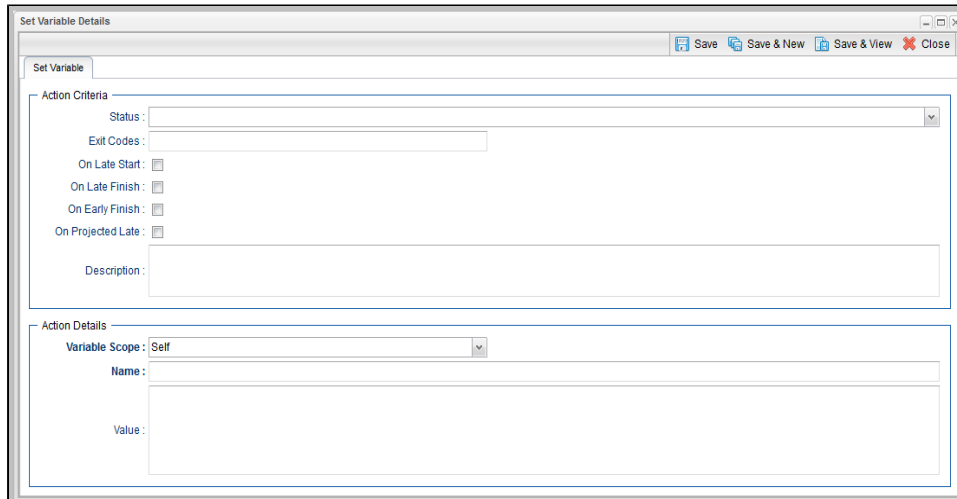 Set Variable Details
Save Save & New Save & View Close
Set Variable
Action Criteria
Status :
Exit Codes :
On Late Start :
On Late Finish :
On Early Finish :
On Projected Late :
Description :
Action Details
Variable Scope : Self
Name :
Value :